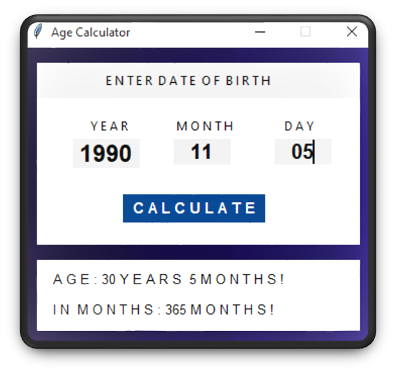 Age Calculator
ENTER DATE OF BIRTH
YEAR MONTH DAY
1990 11 05
CALCULATE
AGE : 30 YEARS 5 MONTHS!
IN MONTHS : 365 MONTHS!